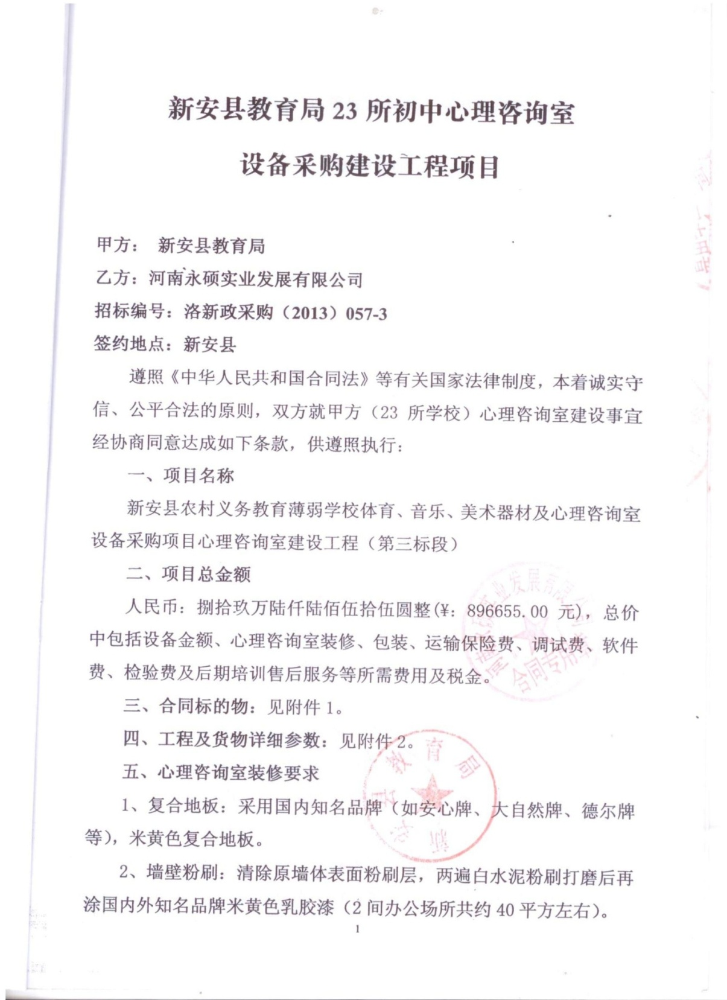 新安县教育局 23 所初中心理咨询室
设备采购建设工程项目
甲方： 新安县教育局
乙方：河南永硕实业发展有限公司
招标编号：洛新政采购（2013）057-3
签约地点：新安县
遵照《中华人民共和国合同法》等有关国家法律制度，本着诚实守
信、公平合法的原则，双方就甲方（23 所学校）心理咨询室建设事宜
经协商同意达成如下条款，供遵照执行：
一、项目名称
新安县农村义务教育薄弱学校体育、音乐、美术器材及心理咨询室
设备采购项目心理咨询室建设工程（第三标段）
二、项目总金额
人民币：捌拾玖万陆仟陆佰伍拾伍圆整(¥：896655.00 元)，总价
中包括设备金额、心理咨询室装修、包装、运输保险费、调试费、软件
费、检验费及后期培训售后服务等所需费用及税金。
三、合同标的物：见附件 1。
四、工程及货物详细参数：见附件 2。
五、心理咨询室装修要求
1、复合地板：采用国内知名品牌（如安心牌、大自然牌、德尔牌
等），米黄色复合地板。
2、墙壁粉刷：清除原墙体表面粉刷层，两遍白水泥粉刷打磨后再
涂国内外知名品牌米黄色乳胶漆（2 间办公场所共约 40 平方左右）。
1
新安县教育局
合同专用章